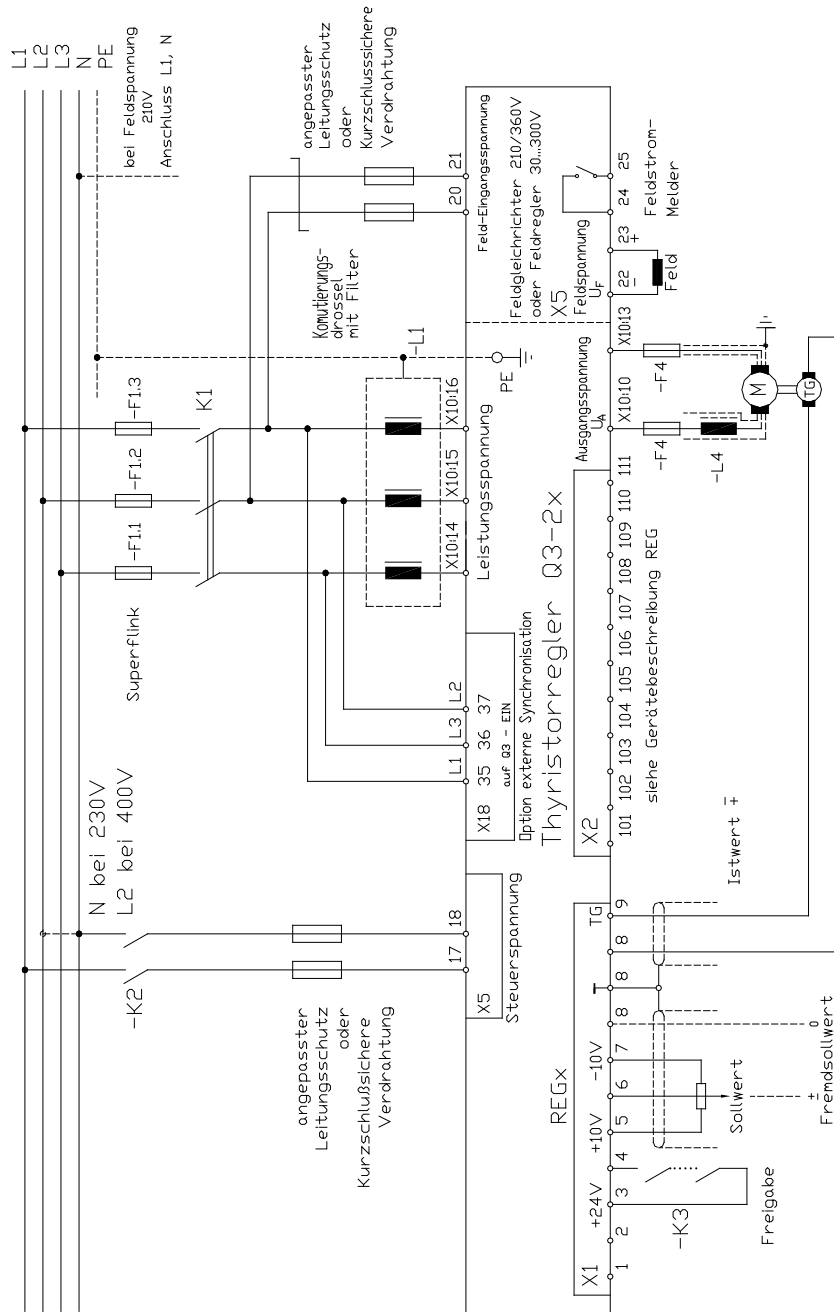 L1
L2
L3
N
PE
bei Feldspannung
210V
Anschluss L1, N
N bei 230V
L2 bei 400V
-K2
Superflink
-F1.1
-F1.2
-F1.3
K1
angepasster
Leitungsschutz
oder
Kurzschlußsichere
Verdrahtung
Komutierungs-
drossel
mit Filter
angepasster
Leitungsschutz
oder
Kurzschlusssichere
Verdrahtung
-L1
17 18
X5
Steuerspannung
L1 L3 L2
X18 35 36 37
auf Q3 - EIN
Option externe Synchronisation
X10:14 X10:15 X10:16
Leistungsspannung
PE
20 21
Feld-Eingangsspannung
Feldgleichrichter 210/360V
oder Feldregler 30...300V
Thyristorregler Q3-2x
X5
REGx
X1
+24V +10V -10V TG
1 2 3 4 5 6 7 8 8 8 9
X2
101 102 103 104 105 106 107 108 109 110 111
siehe Gerätebeschreibung REG
Ausgangsspannung
UA
X10:10 X10:13
Feldspannung
UF
22 23 24 25
- +
Feld
Feldstrom-
Melder
-K3
Freigabe
Sollwert
±
0
Fremdsollwert
Istwert ∓
-F4
-F4
-L4
M
TG